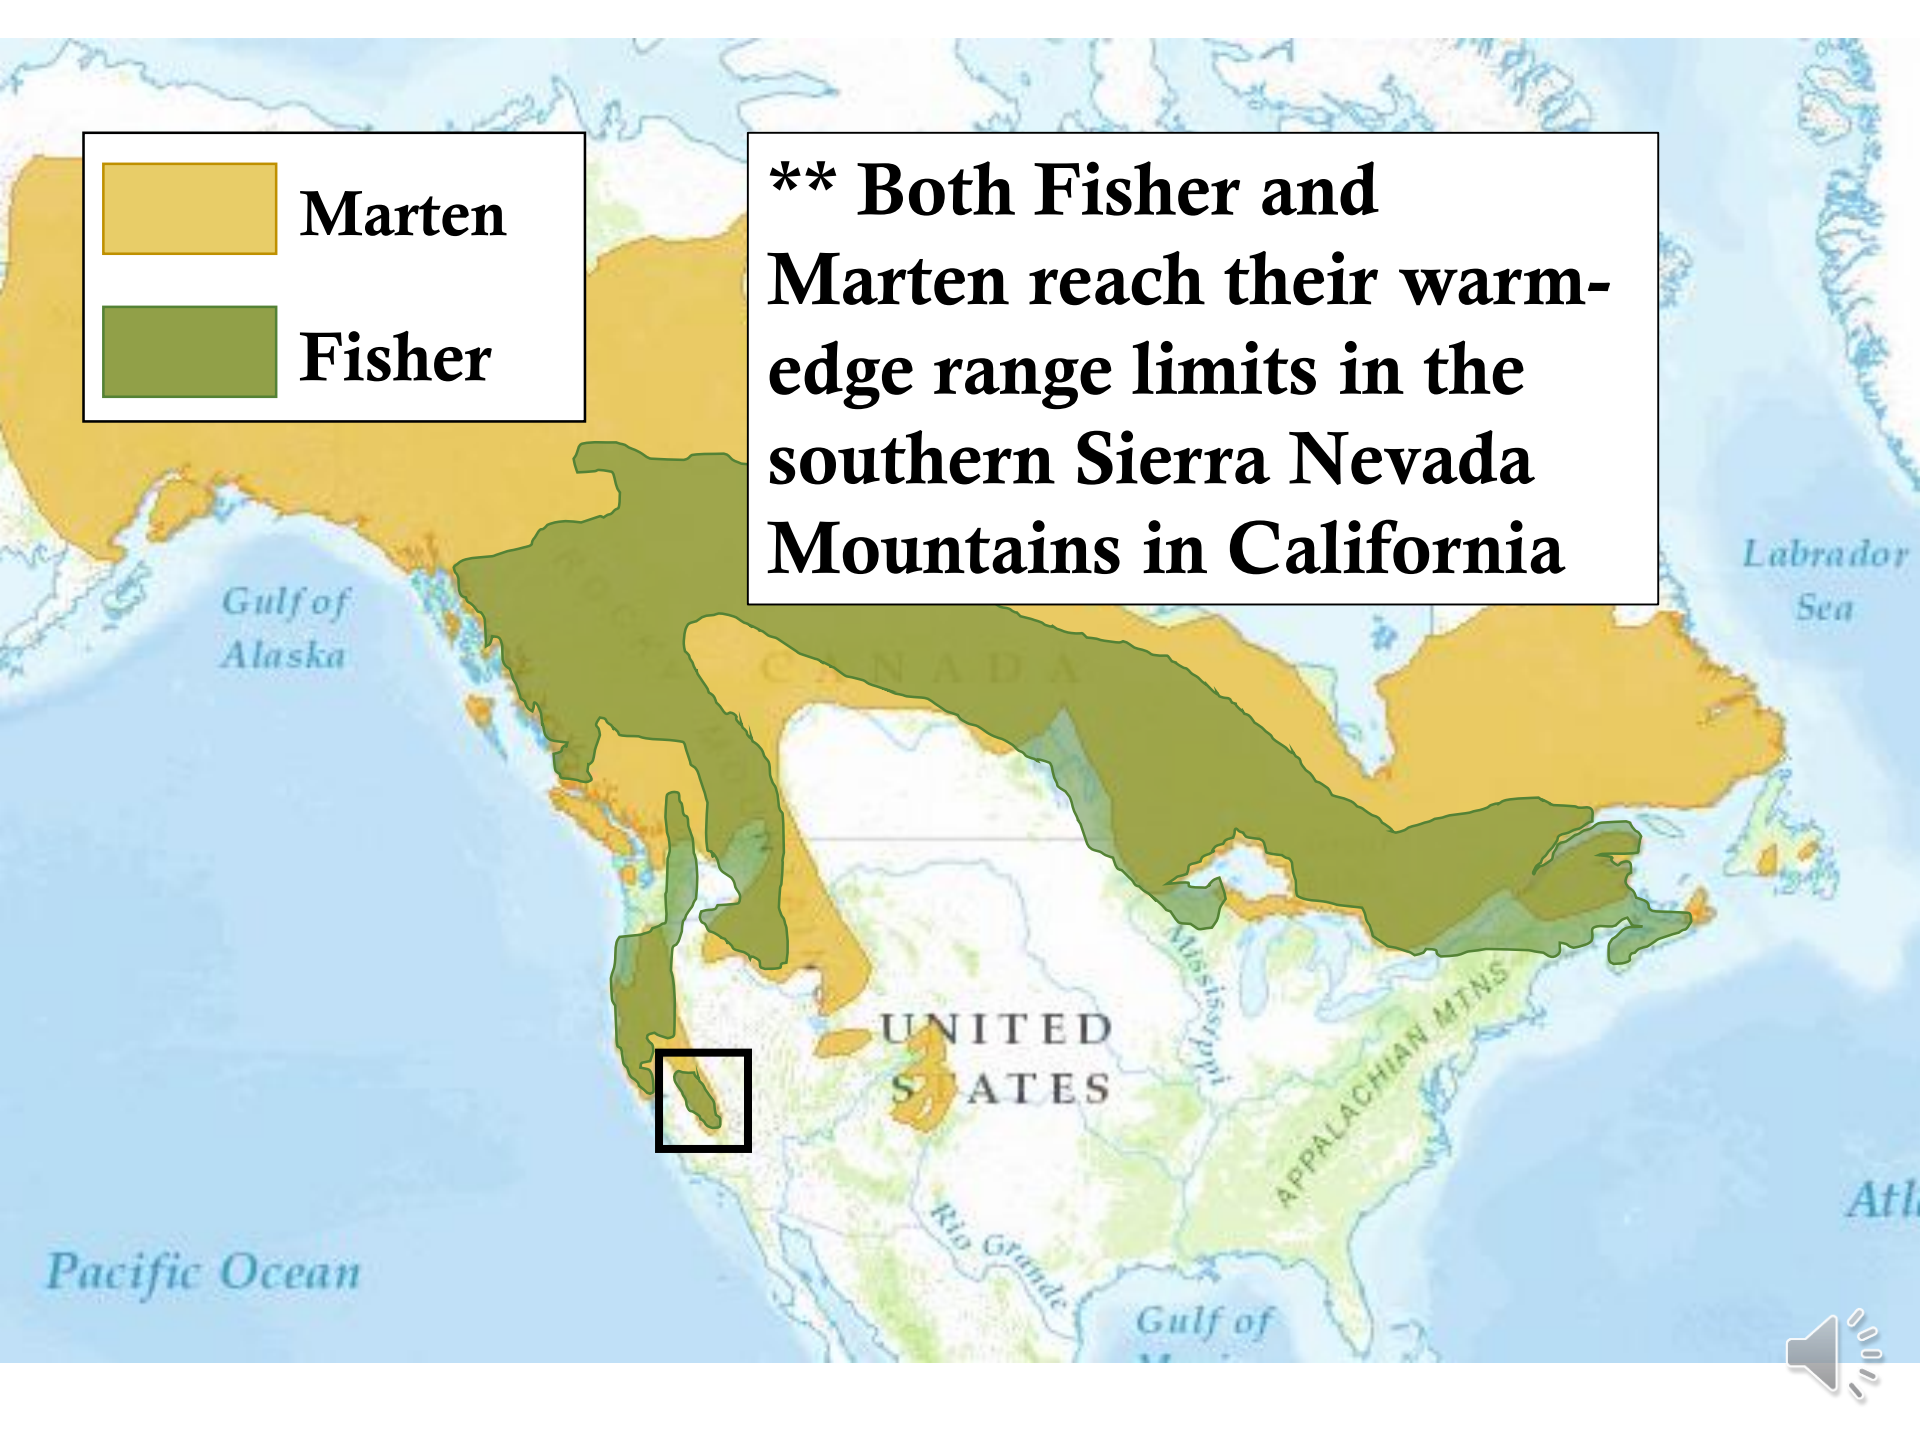 Marten
Fisher
** Both Fisher and
Marten reach their warm-
edge range limits in the
southern Sierra Nevada
Mountains in California
Labrador
Sea
Gulf of
Alaska
ROCKY
CANADA
Mississippi
UNITED
STATES
APPALACHIAN MTNS
Rio Grande
Pacific Ocean
Gulf of